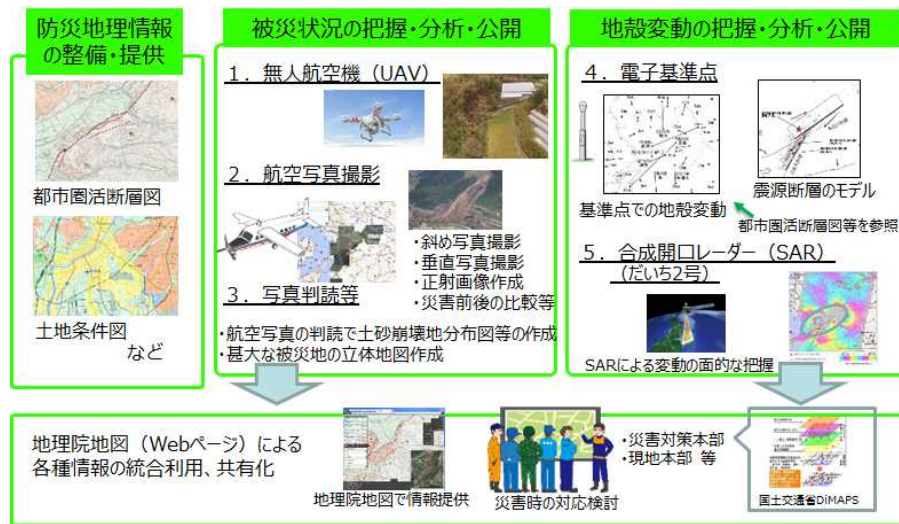 防災地理情報
の整備・提供
都市圏活断層図
土地条件図
など
被災状況の把握・分析・公開
１．無人航空機（UAV）
２．航空写真撮影
・斜め写真撮影
・垂直写真撮影
・正射画像作成
・災害前後の比較等
３．写真判読等
・航空写真の判読で土砂崩壊地分布図等の作成
・甚大な被災地の立体地図作成
地殻変動の把握・分析・公開
４．電子基準点
基準点での地殻変動
震源断層のモデル
都市圏活断層図等を参照
５．合成開口レーダー（SAR）
（だいち2号）
SARによる変動の面的な把握
地理院地図（Webページ）による
各種情報の統合利用、共有化
地理院地図で情報提供
災害時の対応検討
・災害対策本部
・現地本部 等
国土交通省DiMAPS